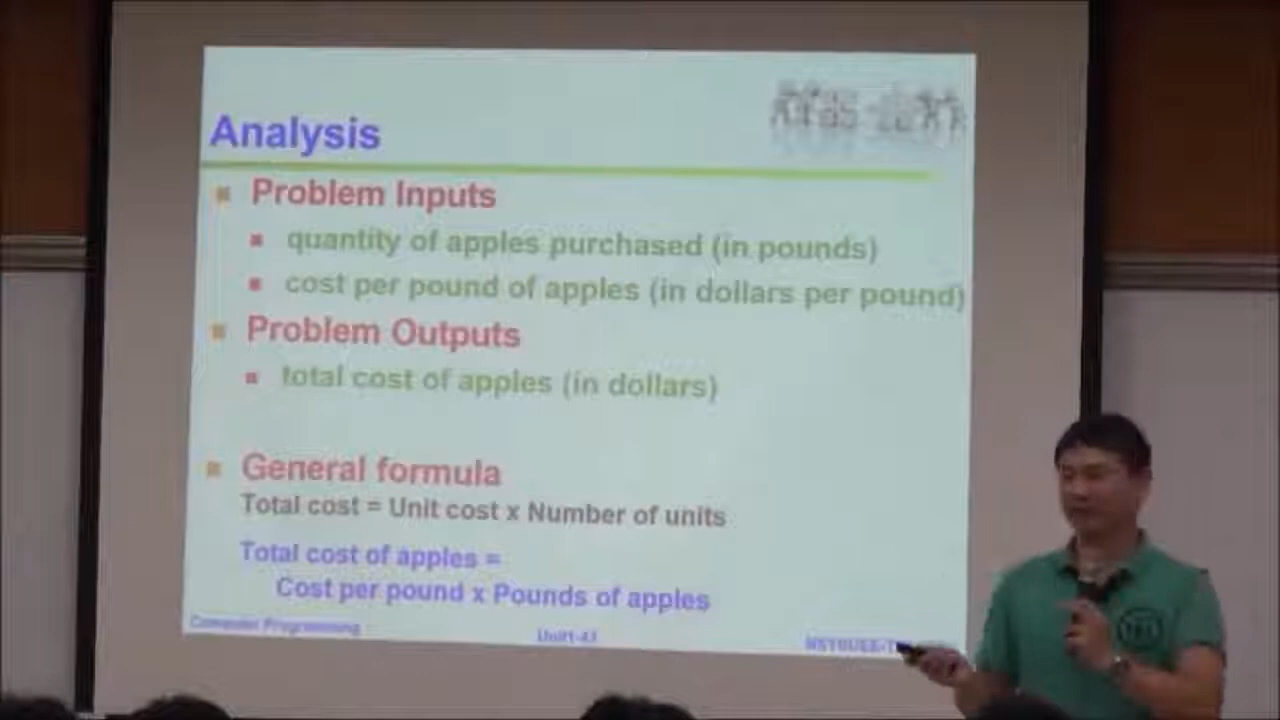 Analysis
Problem Inputs
quantity of apples purchased (in pounds)
cost per pound of apples (in dollars per pound)
Problem Outputs
total cost of apples (in dollars)
General formula
Total cost = Unit cost x Number of units
Total cost of apples =
Cost per pound x Pounds of apples
Computer Programming